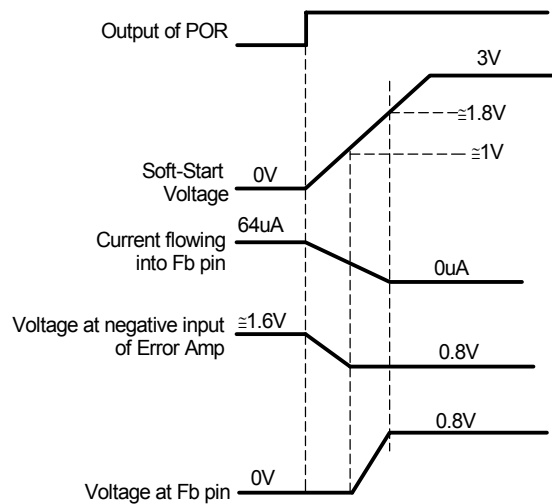 Output of POR
3V
≅1.8V
≅1V
Soft-Start
Voltage
0V
64uA
Current flowing
into Fb pin
0uA
Voltage at negative input
of Error Amp
≅1.6V
0.8V
0.8V
Voltage at Fb pin
0V